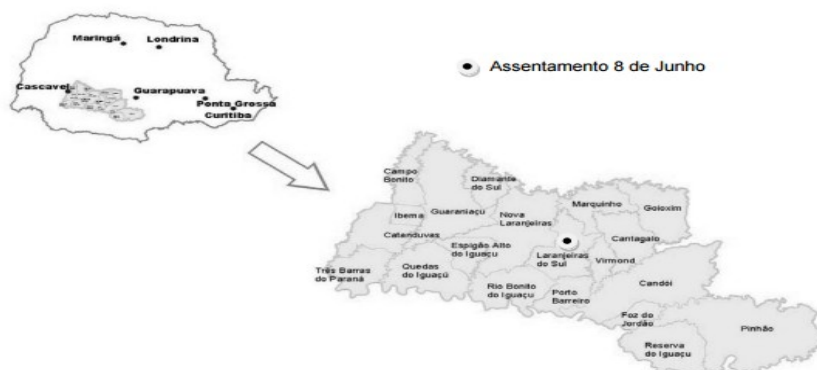 Maringá
Londrina
Cascavel
Guarapuava
Ponta Grossa
Curitiba
Assentamento 8 de Junho
Campo
Bonito
Diamante
do Sul
Ibema
Guaraniaçú
Nova
Laranjeiras
Marquinho
Goioxim
Catanduvas
Espigão Alto
do Iguaçu
Laranjeiras
do Sul
Cantagalo
Virmond
Três Barras
do Paraná
Quedas
do Iguaçú
Rio Bonito
do Iguaçu
Porto
Barreiro
Candói
Foz do
Jordão
Pinhão
Reserva
do Iguaçu